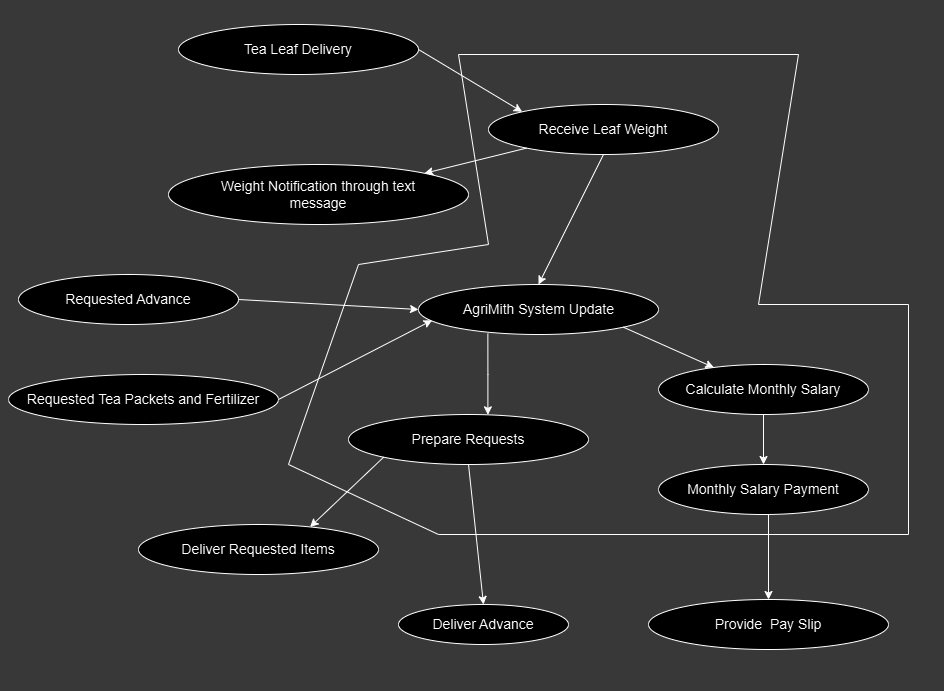 Tea Leaf Delivery
Receive Leaf Weight
Weight Notification through text
message
Requested Advance
AgriMith System Update
Requested Tea Packets and Fertilizer
Calculate Monthly Salary
Prepare Requests
Monthly Salary Payment
Deliver Requested Items
Deliver Advance
Provide  Pay Slip